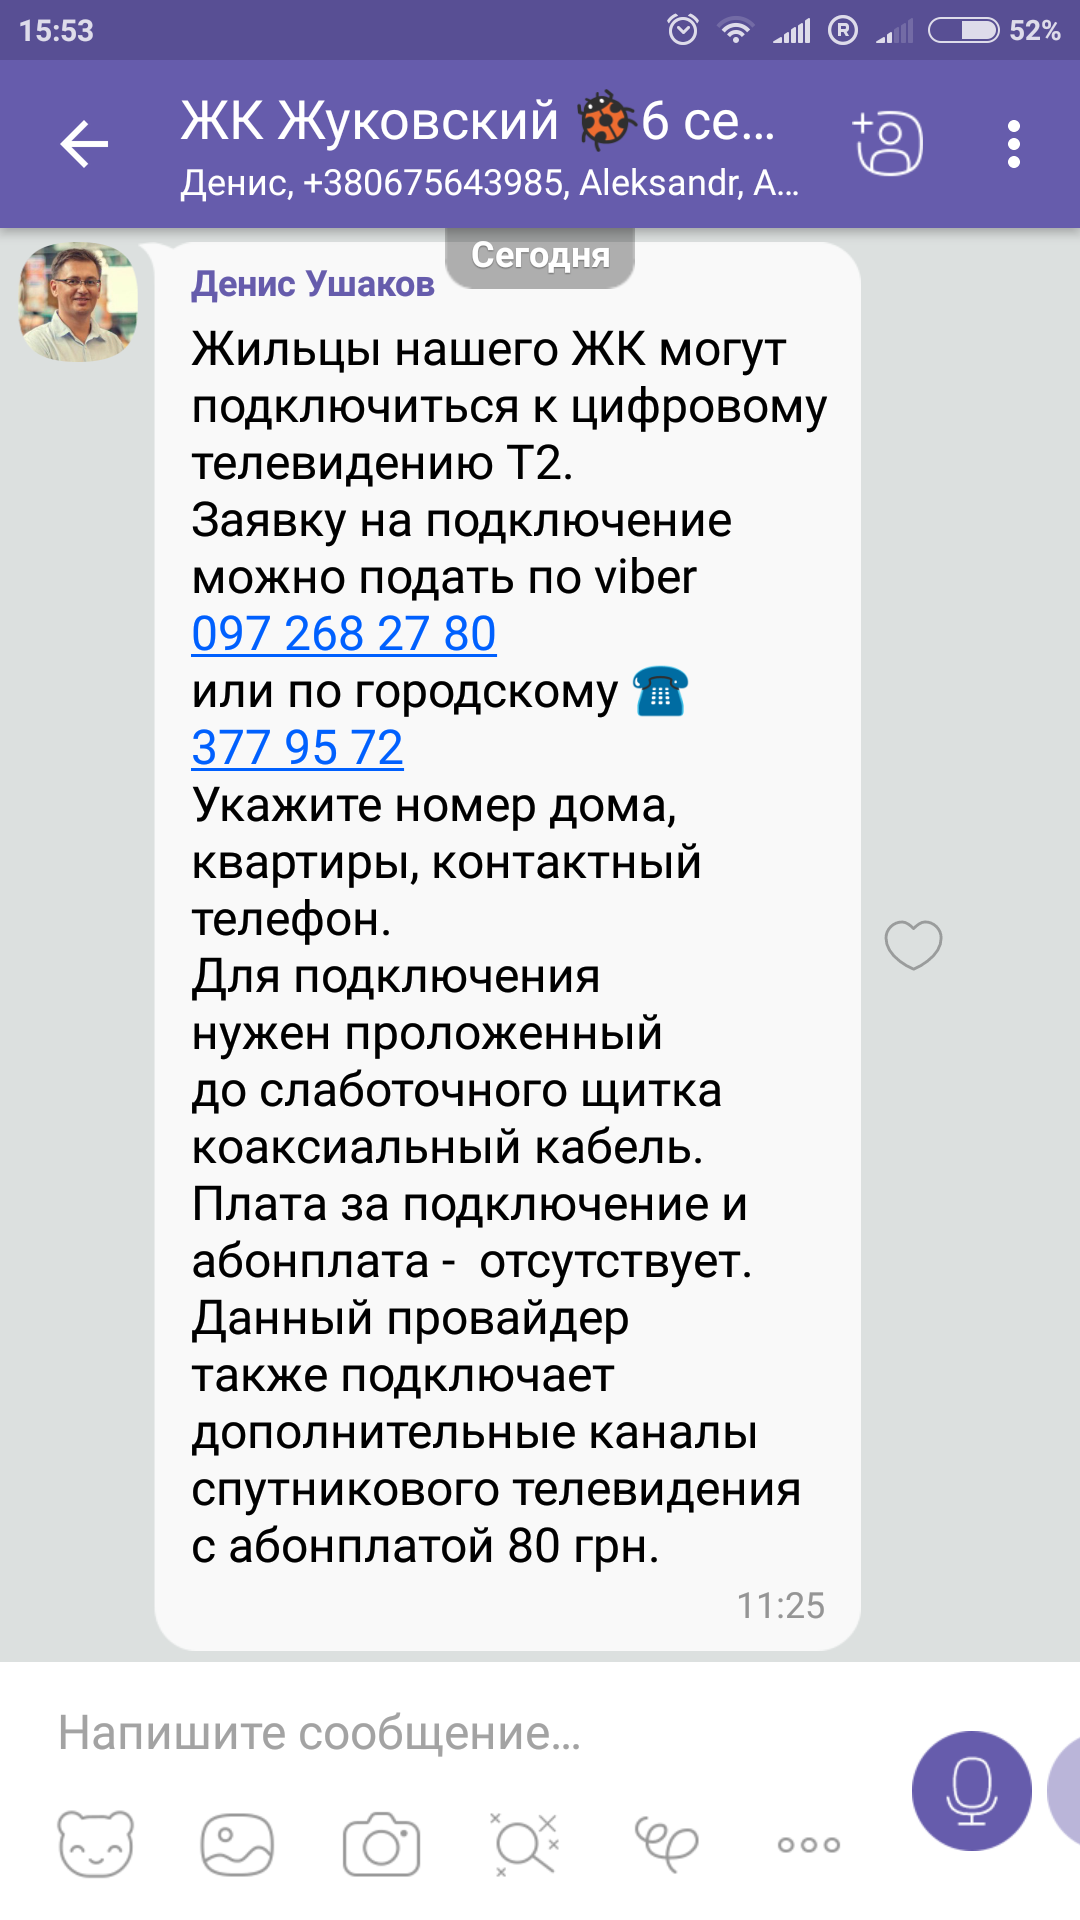 15:53
R
52%
ЖК Жуковский 🐞6 се...
Денис, +380675643985, Aleksandr, A...
Сегодня
Денис Ушаков
Жильцы нашего ЖК могут
подключиться к цифровому
телевидению Т2.
Заявку на подключение
можно подать по viber
097 268 27 80
или по городскому ☎
377 95 72
Укажите номер дома,
квартиры, контактный
телефон.
Для подключения
нужен проложенный
до слаботочного щитка
коаксиальный кабель.
Плата за подключение и
абонплата -  отсутствует.
Данный провайдер
также подключает
дополнительные каналы
спутникового телевидения
с абонплатой 80 грн.
11:25
Напишите сообщение...